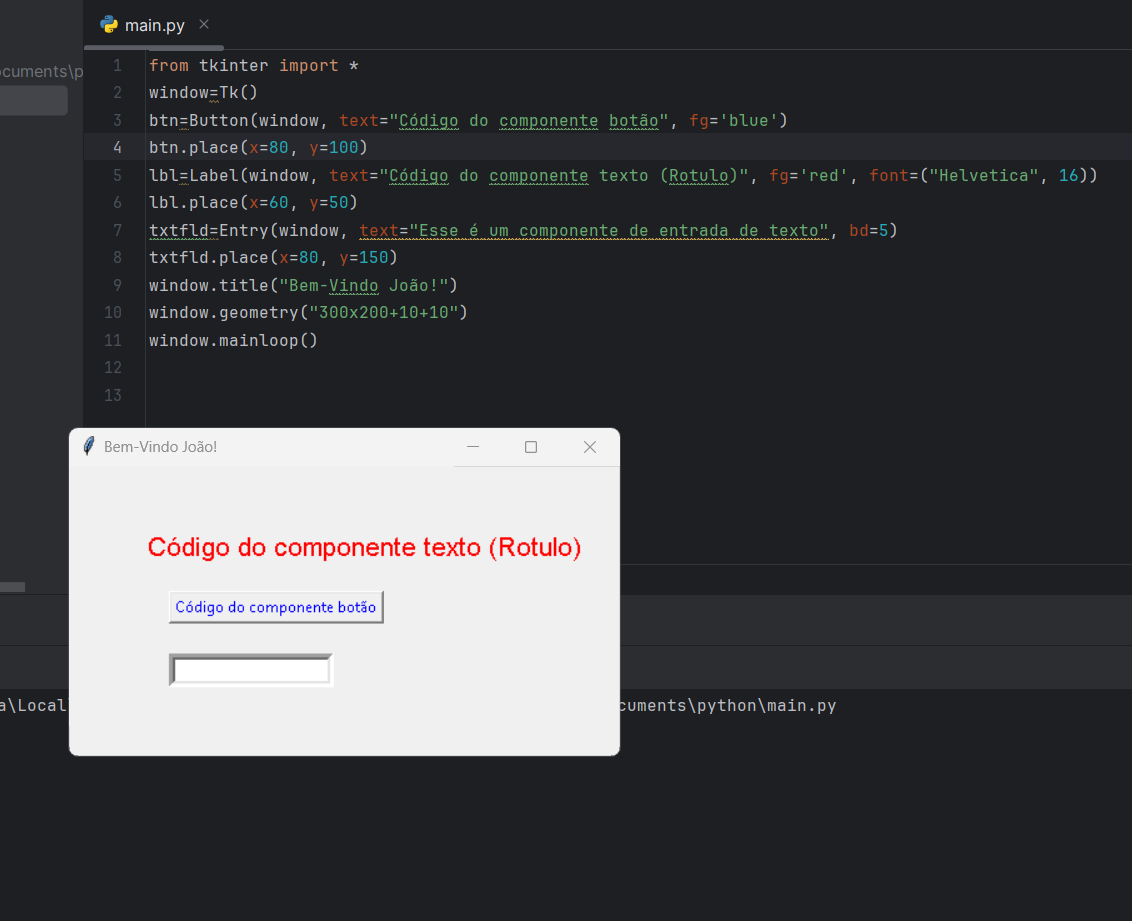 main.py
ocuments\p
1 from tkinter import *
2 window=Tk()
3 btn=Button(window, text="Código do componente botão", fg='blue')
4 btn.place(x=80, y=100)
5 lbl=Label(window, text="Código do componente texto (Rotulo)", fg='red', font=("Helvetica", 16))
6 lbl.place(x=60, y=50)
7 txtfld=Entry(window, text="Esse é um componente de entrada de texto", bd=5)
8 txtfld.place(x=80, y=150)
9 window.title("Bem-Vindo João!")
10 window.geometry("300x200+10+10")
11 window.mainloop()
12
13
Bem-Vindo João!
Código do componente texto (Rotulo)
Código do componente botão
a\Local
cuments\python\main.py